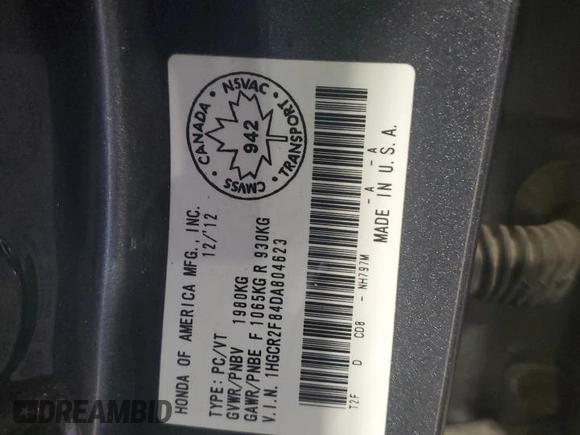 HONDA OF AMERICA MFG., INC.
12/12
TYPE: PC/VT
GVWR/PNBV 1980KG
GAWR/PNBE F 1065KG R 930KG
V.I.N. 1HGCR2F84DA804623
CANADA
NSVAC
TRANSPORT
CMVSS
942
T2F D CD8 - NH797M - A - A
MADE IN U.S.A.
DREAMBID